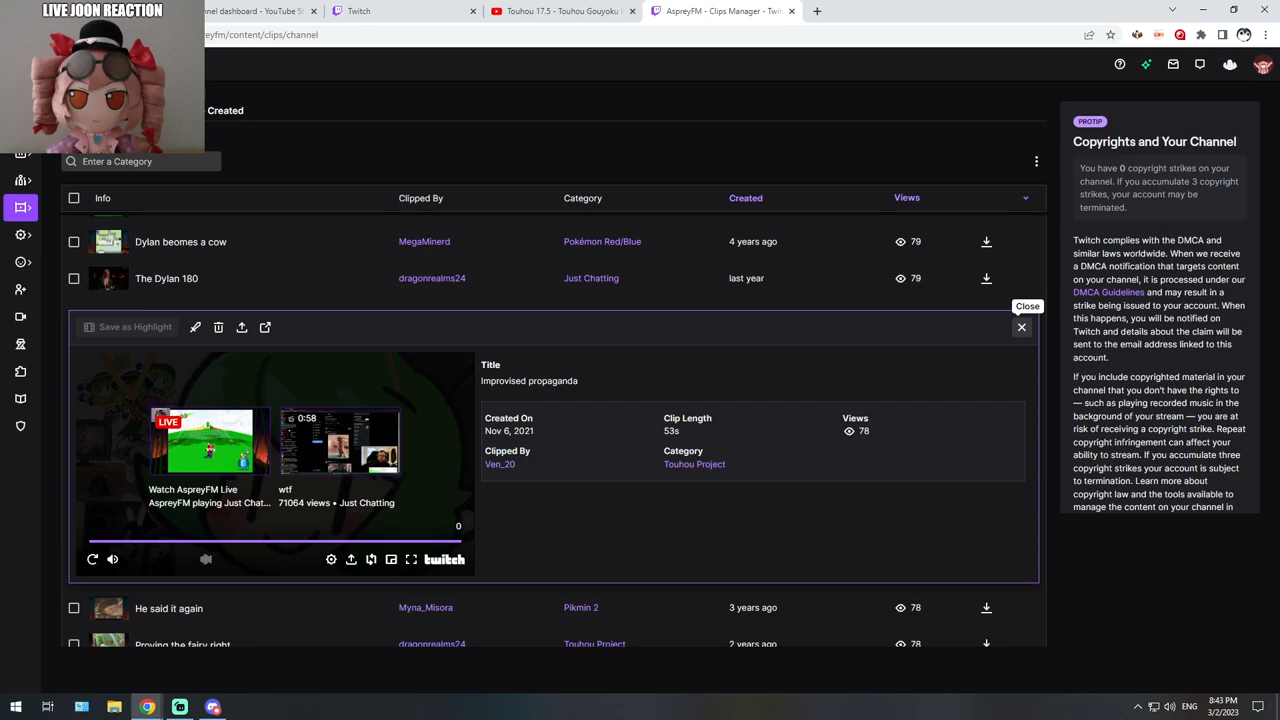 LIVE JOON REACTION
nnel dashboard - YouTube St
Twitch
Touhou 17.5 - Touhou Gouyoku
AspreyFM - Clips Manager - Twit
eyfm/content/clips/channel
Created
Enter a Category
Info
Clipped By
Category
Created
Views
Dylan beomes a cow
MegaMinerd
Pokémon Red/Blue
4 years ago
79
The Dylan 180
dragonrealms24
Just Chatting
last year
79
Close
Save as Highlight
LIVE
0:58
Watch AspreyFM Live
AspreyFM playing Just Chat...
wtf
71064 views • Just Chatting
0
twitch
Title
Improvised propaganda
Created On
Nov 6, 2021
Clip Length
53s
Views
78
Clipped By
Ven_20
Category
Touhou Project
He said it again
Myna_Misora
Pikmin 2
3 years ago
78
Proving the fairy right
dragonrealms24
Touhou Project
2 years ago
78
PROTIP
Copyrights and Your Channel
You have 0 copyright strikes on
your channel. If you accumulate 3 copyright
strikes, your account may be
terminated.
Twitch complies with the DMCA and
similar laws worldwide. When we receive
a DMCA notification that targets content
on your channel, it is processed under our
DMCA Guidelines and may result in a
strike being issued to your account. When
this happens, you will be notified on
Twitch and details about the claim will be
sent to the email address linked to this
account.
If you include copyrighted material in your
channel that you don't have the rights to
— such as playing recorded music in the
background of your stream — you are at
risk of receiving a copyright strike. Repeat
copyright infringement can affect your
ability to stream. If you accumulate three
copyright strikes your account is subject
to termination. Learn more about
copyright law and the tools available to
manage the content on your channel in
ENG
8:43 PM
3/2/2023